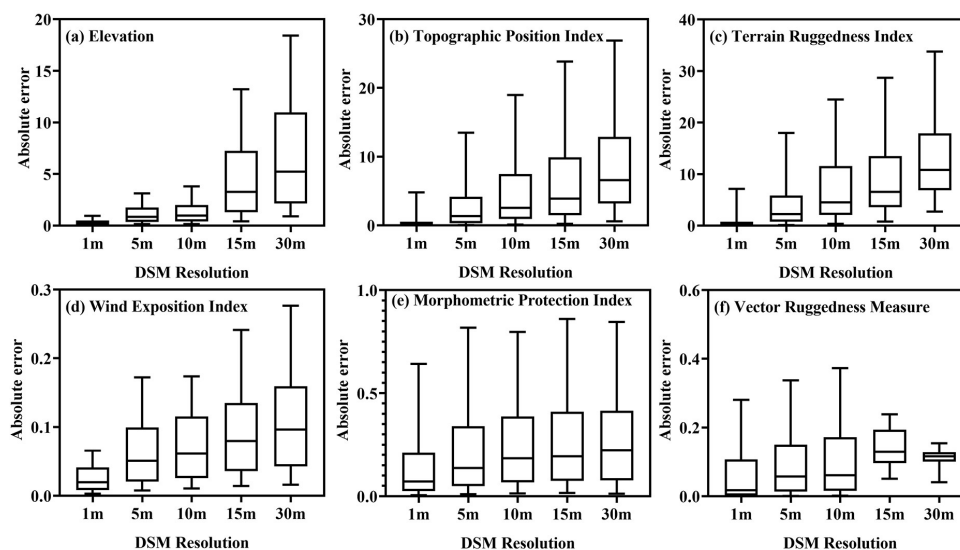 (a) Elevation
Absolute error
20
15
10
5
0
1m 5m 10m 15m 30m
DSM Resolution
(b) Topographic Position Index
Absolute error
30
20
10
0
1m 5m 10m 15m 30m
DSM Resolution
(c) Terrain Ruggedness Index
Absolute error
40
30
20
10
0
1m 5m 10m 15m 30m
DSM Resolution
(d) Wind Exposition Index
Absolute error
0.3
0.2
0.1
0.0
1m 5m 10m 15m 30m
DSM Resolution
(e) Morphometric Protection Index
Absolute error
1.0
0.5
0.0
1m 5m 10m 15m 30m
DSM Resolution
(f) Vector Ruggedness Measure
Absolute error
0.6
0.4
0.2
0.0
1m 5m 10m 15m 30m
DSM Resolution